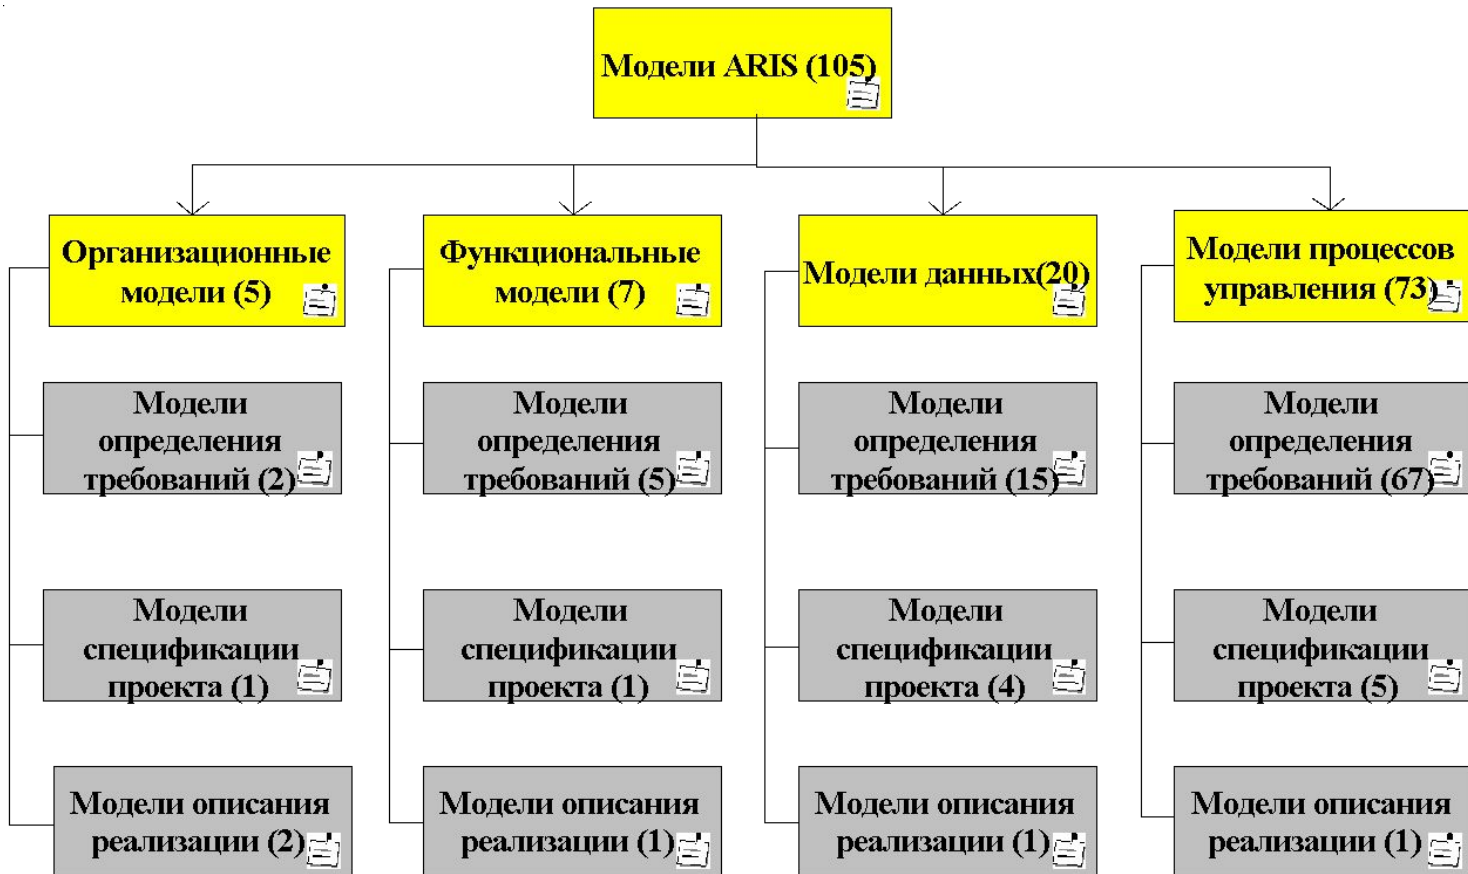 Модели ARIS (105)
Организационные
модели (5)
Функциональные
модели (7)
Модели данных(20)
Модели процессов
управления (73)
Модели
определения
требований (2)
Модели
определения
требований (5)
Модели
определения
требований (15)
Модели
определения
требований (67)
Модели
спецификации
проекта (1)
Модели
спецификации
проекта (1)
Модели
спецификации
проекта (4)
Модели
спецификации
проекта (5)
Модели описания
реализации (2)
Модели описания
реализации (1)
Модели описания
реализации (1)
Модели описания
реализации (1)